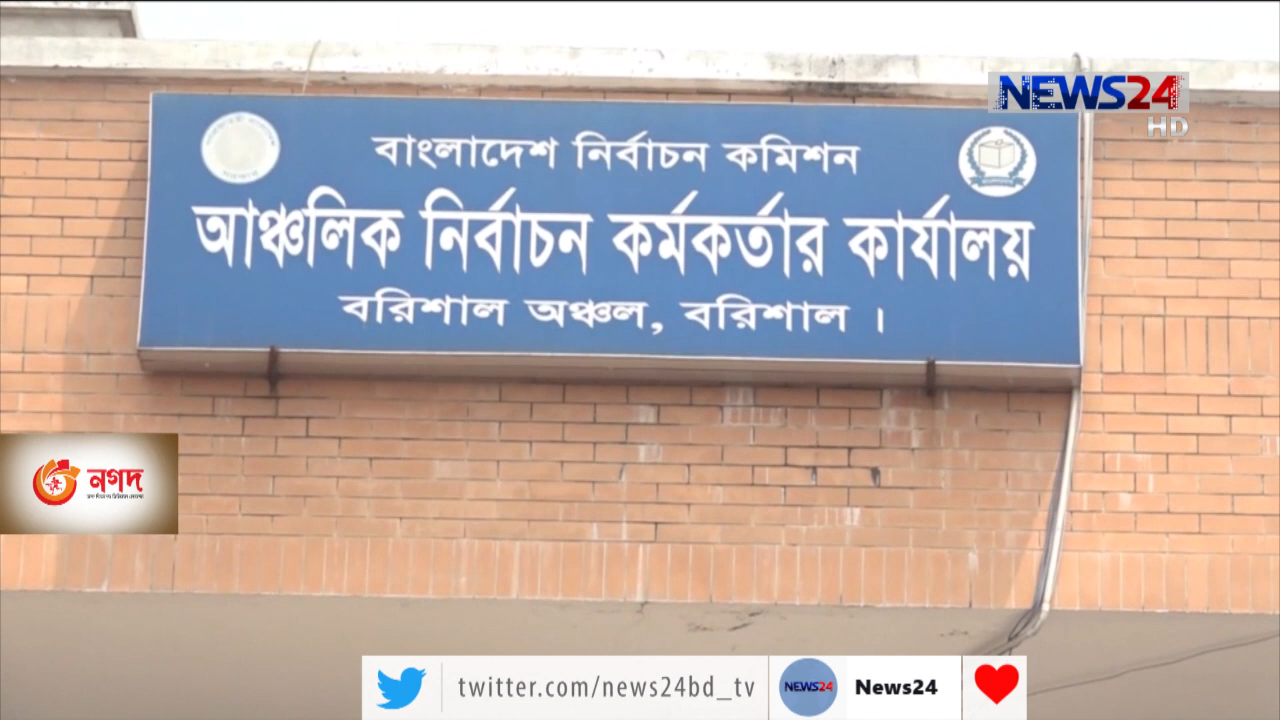 NEWS24
HD
বাংলাদেশ নির্বাচন কমিশন
আঞ্চলিক নির্বাচন কর্মকর্তার কার্যালয়
বরিশাল অঞ্চল, বরিশাল ।
নগদ
twitter.com/news24bd_tv
NEWS24
News24